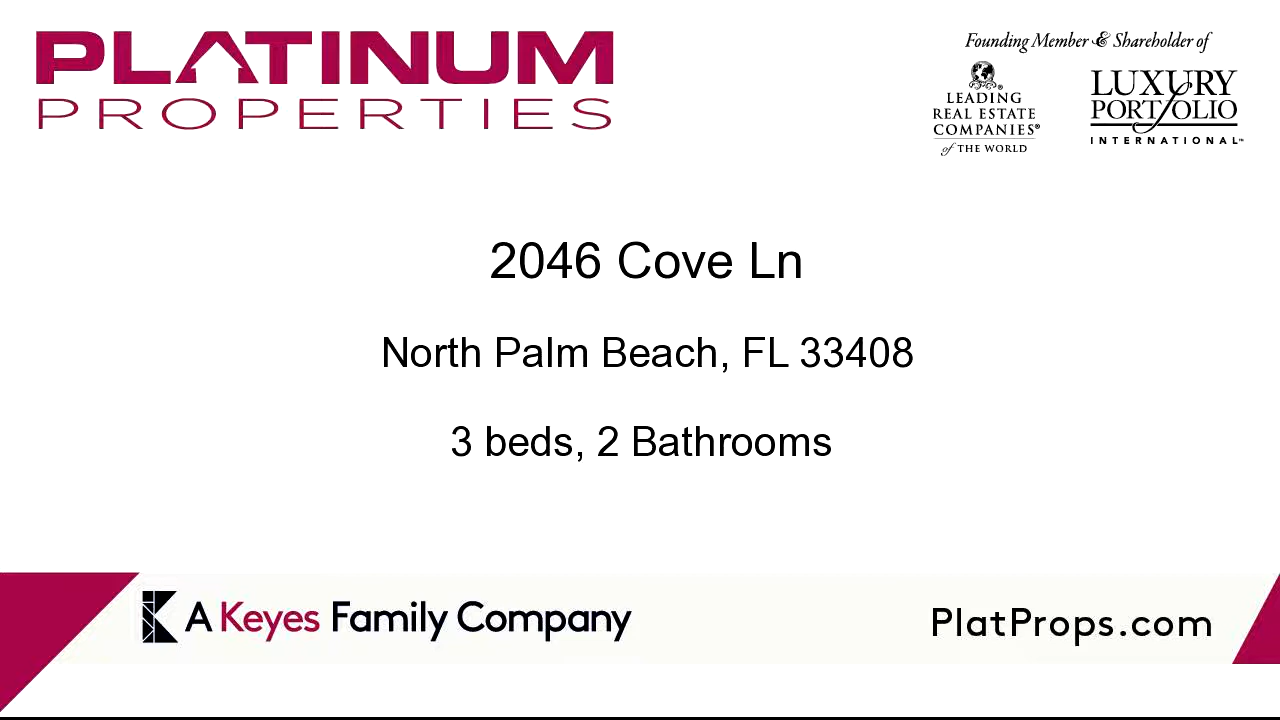 PLATINUM
PROPERTIES
Founding Member & Shareholder of
LEADING
REAL ESTATE
COMPANIES®
of THE WORLD
LUXURY
PORTFOLIO
INTERNATIONAL™
2046 Cove Ln
North Palm Beach, FL 33408
3 beds, 2 Bathrooms
A Keyes Family Company
PlatProps.com